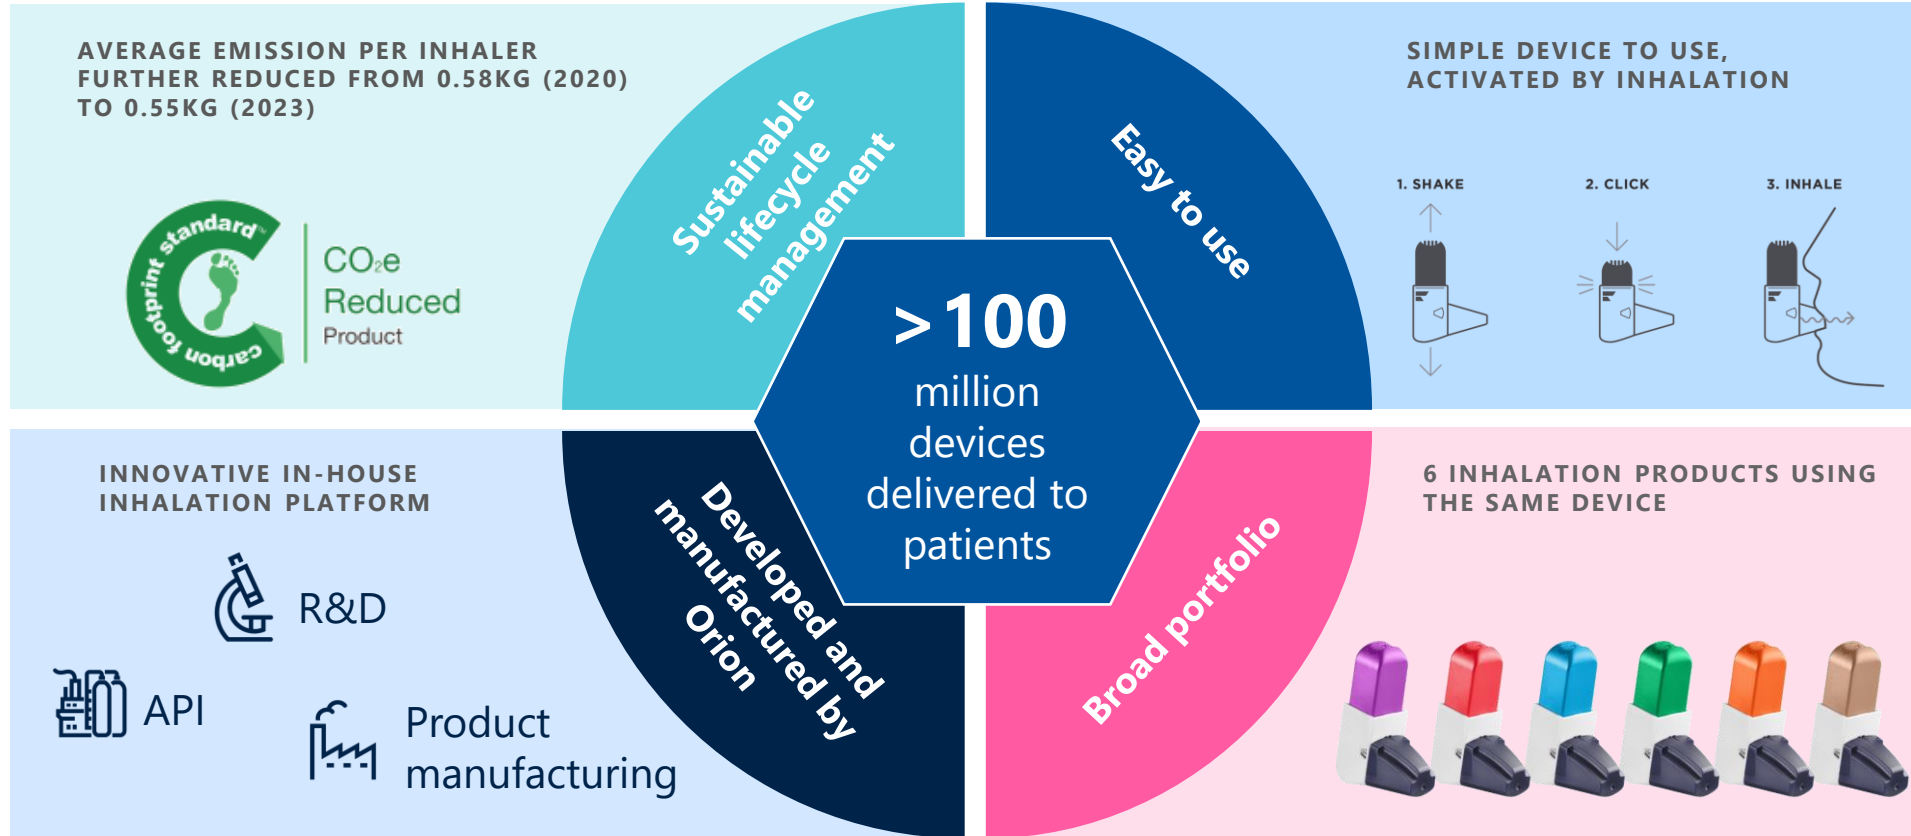 AVERAGE EMISSION PER INHALER
FURTHER REDUCED FROM 0.58KG (2020)
TO 0.55KG (2023)
carbon footprint standard™
CO₂e
Reduced
Product
Sustainable
lifecycle
management
Easy to use
SIMPLE DEVICE TO USE,
ACTIVATED BY INHALATION
1. SHAKE
2. CLICK
3. INHALE
>100
million
devices
delivered to
patients
INNOVATIVE IN-HOUSE
INHALATION PLATFORM
R&D
API
Product
manufacturing
Developed and
manufactured by
Orion
Broad portfolio
6 INHALATION PRODUCTS USING
THE SAME DEVICE